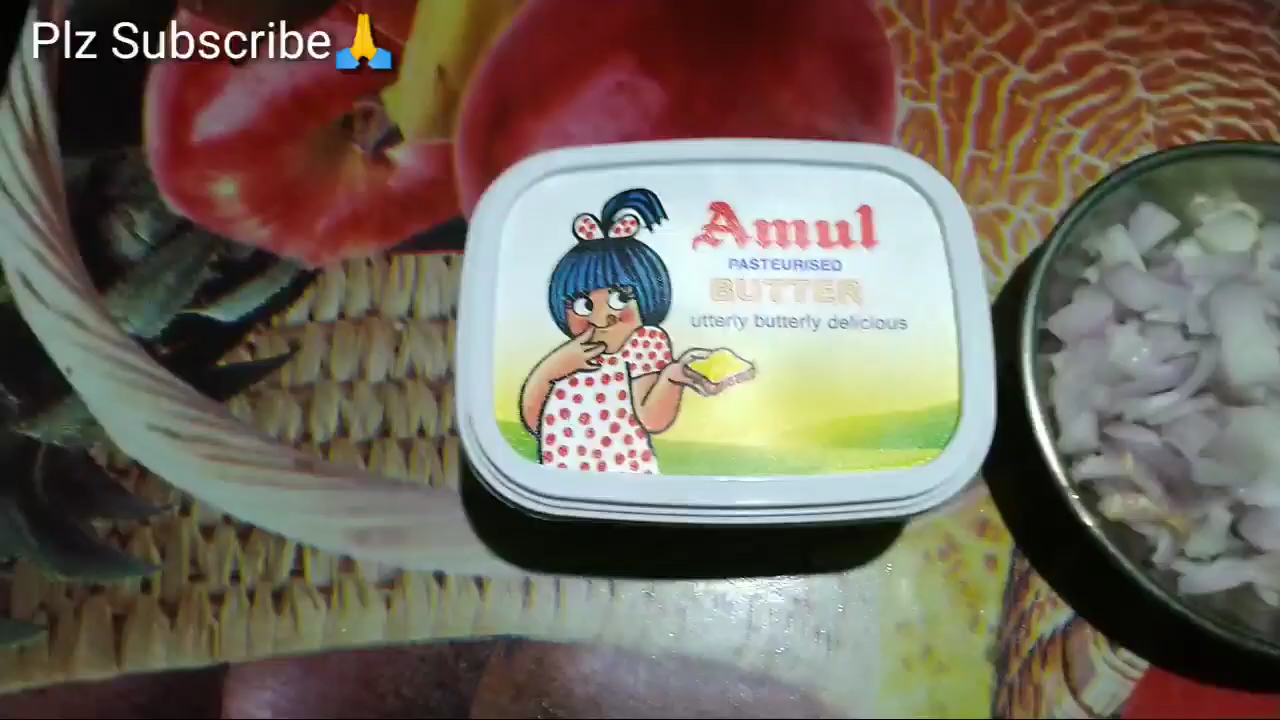 Plz Subscribe🙏
Amul
PASTEURISED
BUTTER
utterly butterly delicious